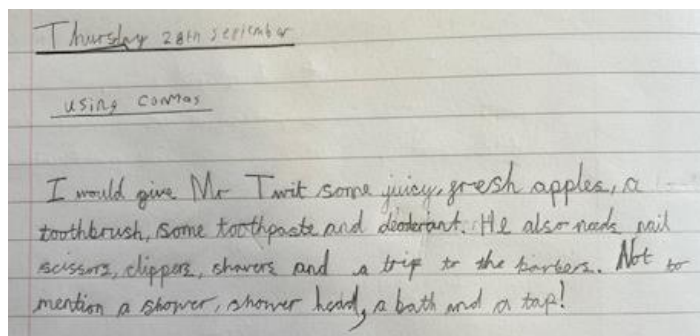 Thursday 28th september
using commas
I would give Mr Twit some juicy, fresh apples, a
toothbrush, some toothpaste and deoterant. He also needs nail
scissors, clippers, shavers and a trip to the barbers. Not to
mention a shower, shower head, a bath and a tap!